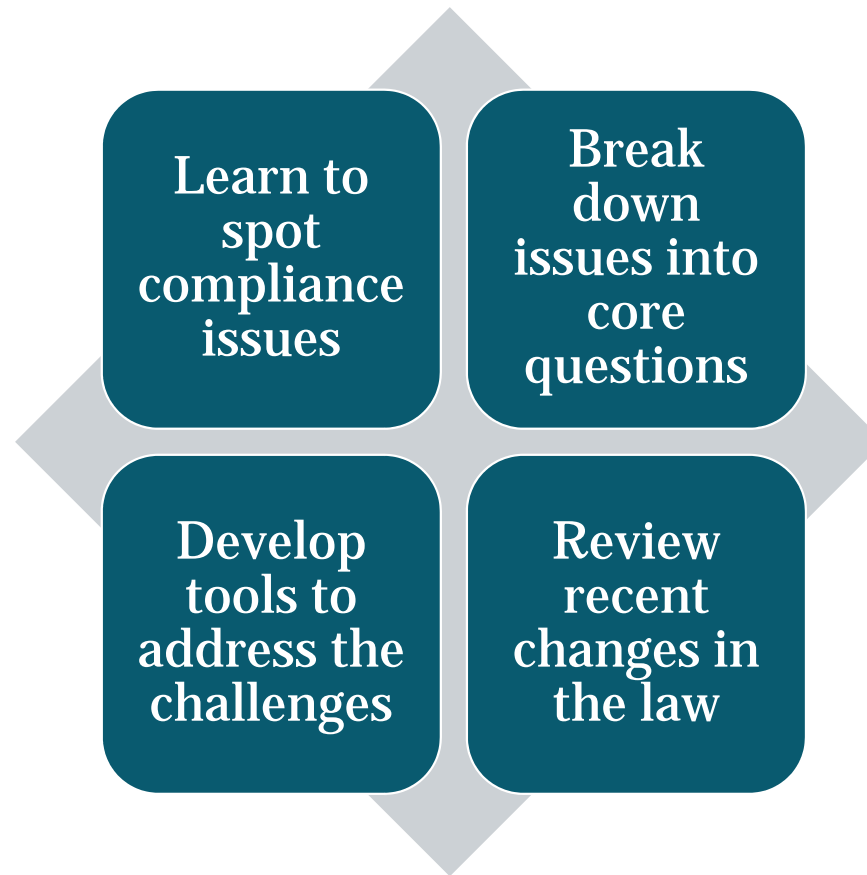 Learn to
spot
compliance
issues
Break
down
issues into
core
questions
Develop
tools to
address the
challenges
Review
recent
changes in
the law